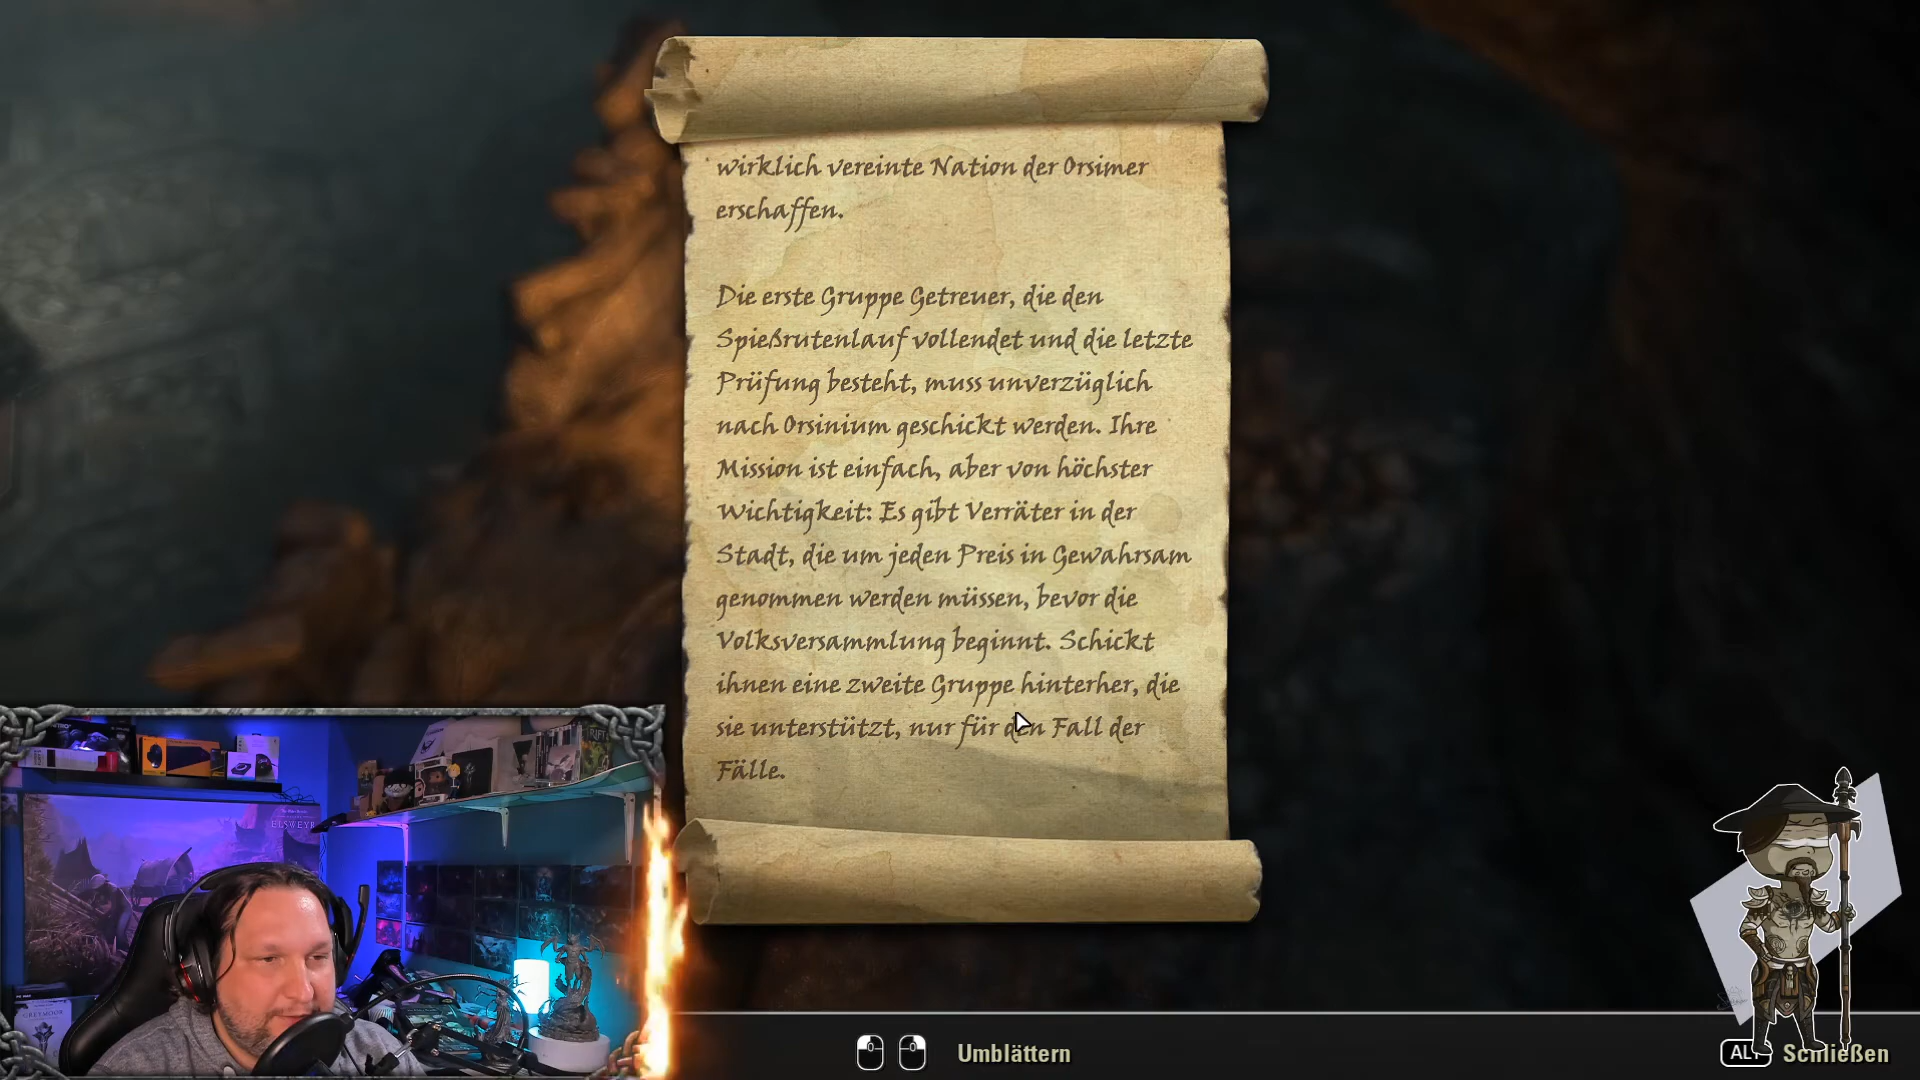 wirklich vereinte Nation der Orsimer
erschaffen.
Die erste Gruppe Getreuer, die den
Spießrutenlauf vollendet und die letzte
Prüfung besteht, muss unverzüglich
nach Orsinium geschickt werden. Ihre
Mission ist einfach, aber von höchster
Wichtigkeit: Es gibt Verräter in der
Stadt, die um jeden Preis in Gewahrsam
genommen werden müssen, bevor die
Volksversammlung beginnt. Schickt
ihnen eine zweite Gruppe hinterher, die
sie unterstützt, nur für den Fall der
Fälle.
ELSWEYR
GREYMOOR
Umblättern
ALT Schließen